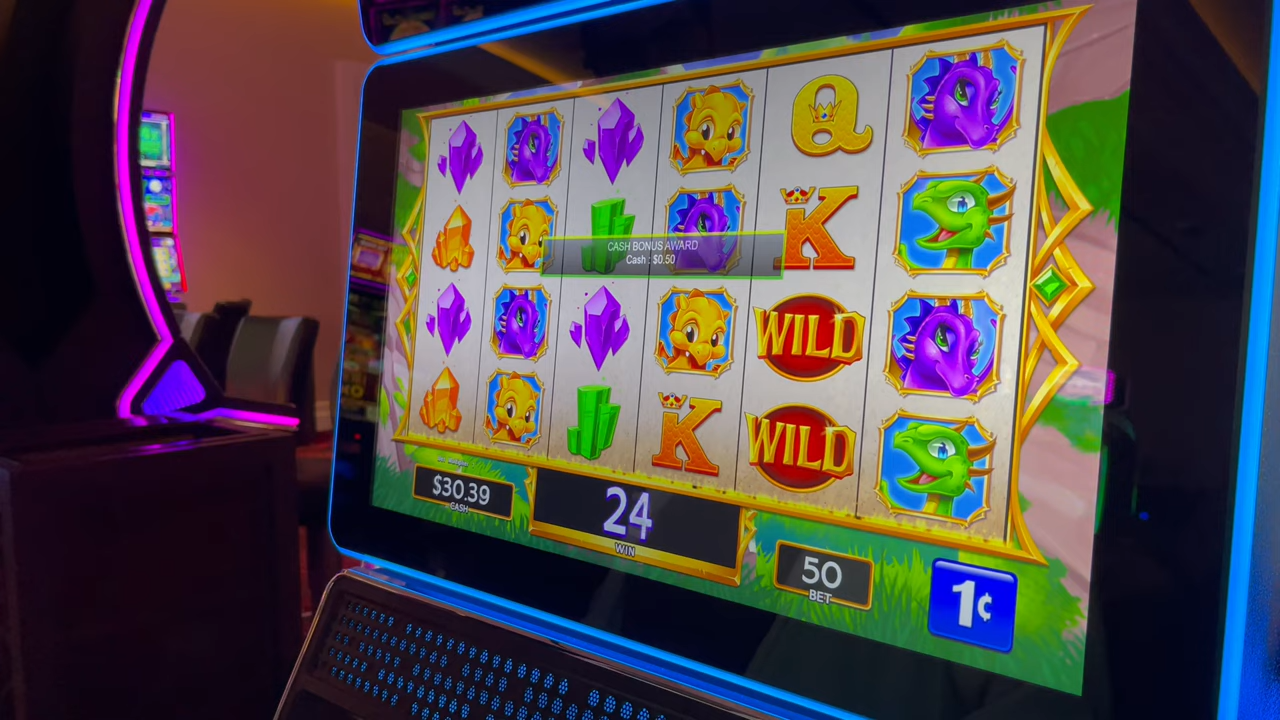 Q
K
CASH BONUS AWARD
Cash : $0.50
WILD
K
WILD
$30.39
CASH
24
WIN
50
BET
1¢